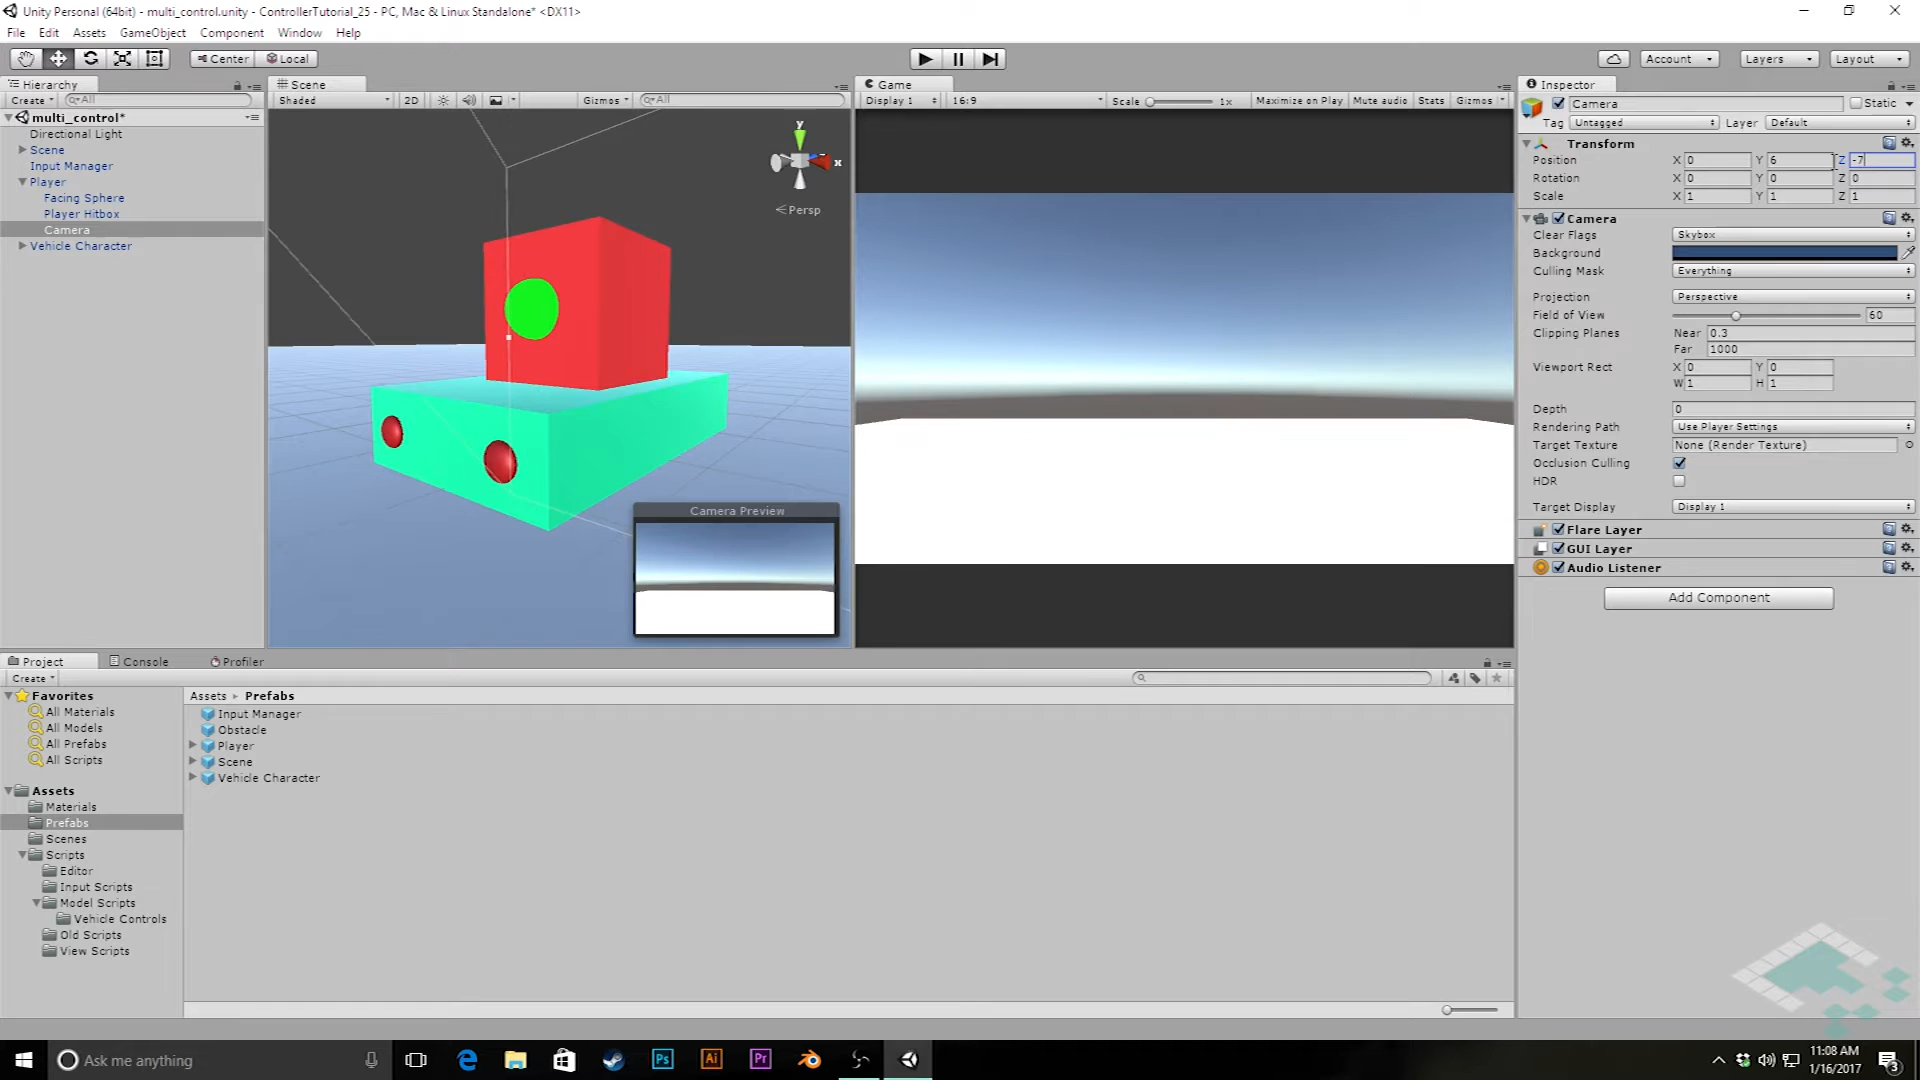 Unity Personal (64bit) - multi_control.unity - ControllerTutorial_25 - PC, Mac & Linux Standalone* <DX11>
File Edit Assets GameObject Component Window Help
Center Local Account Layers Layout
Hierarchy
Create All
multi_control*
Directional Light
Scene
Input Manager
Player
Facing Sphere
Player Hitbox
Camera
Vehicle Character
Scene
Shaded 2D Gizmos All
y
x
Persp
Camera Preview
Game
Display 1 16:9 Scale 1x Maximize on Play Mute audio Stats Gizmos
Inspector
Camera Static
Tag Untagged Layer Default
Transform
Position X 0 Y 6 Z -7
Rotation X 0 Y 0 Z 0
Scale X 1 Y 1 Z 1
Camera
Clear Flags Skybox
Background
Culling Mask Everything
Projection Perspective
Field of View 60
Clipping Planes Near 0.3
Far 1000
Viewport Rect X 0 Y 0
W 1 H 1
Depth 0
Rendering Path Use Player Settings
Target Texture None (Render Texture)
Occlusion Culling
HDR
Target Display Display 1
Flare Layer
GUI Layer
Audio Listener
Add Component
Project Console Profiler
Create
Favorites
All Materials
All Models
All Prefabs
All Scripts
Assets
Materials
Prefabs
Scenes
Scripts
Editor
Input Scripts
Model Scripts
Vehicle Controls
Old Scripts
View Scripts
Assets Prefabs
Input Manager
Obstacle
Player
Scene
Vehicle Character
Ask me anything
Ps Ai Pr
11:08 AM
1/16/2017
3